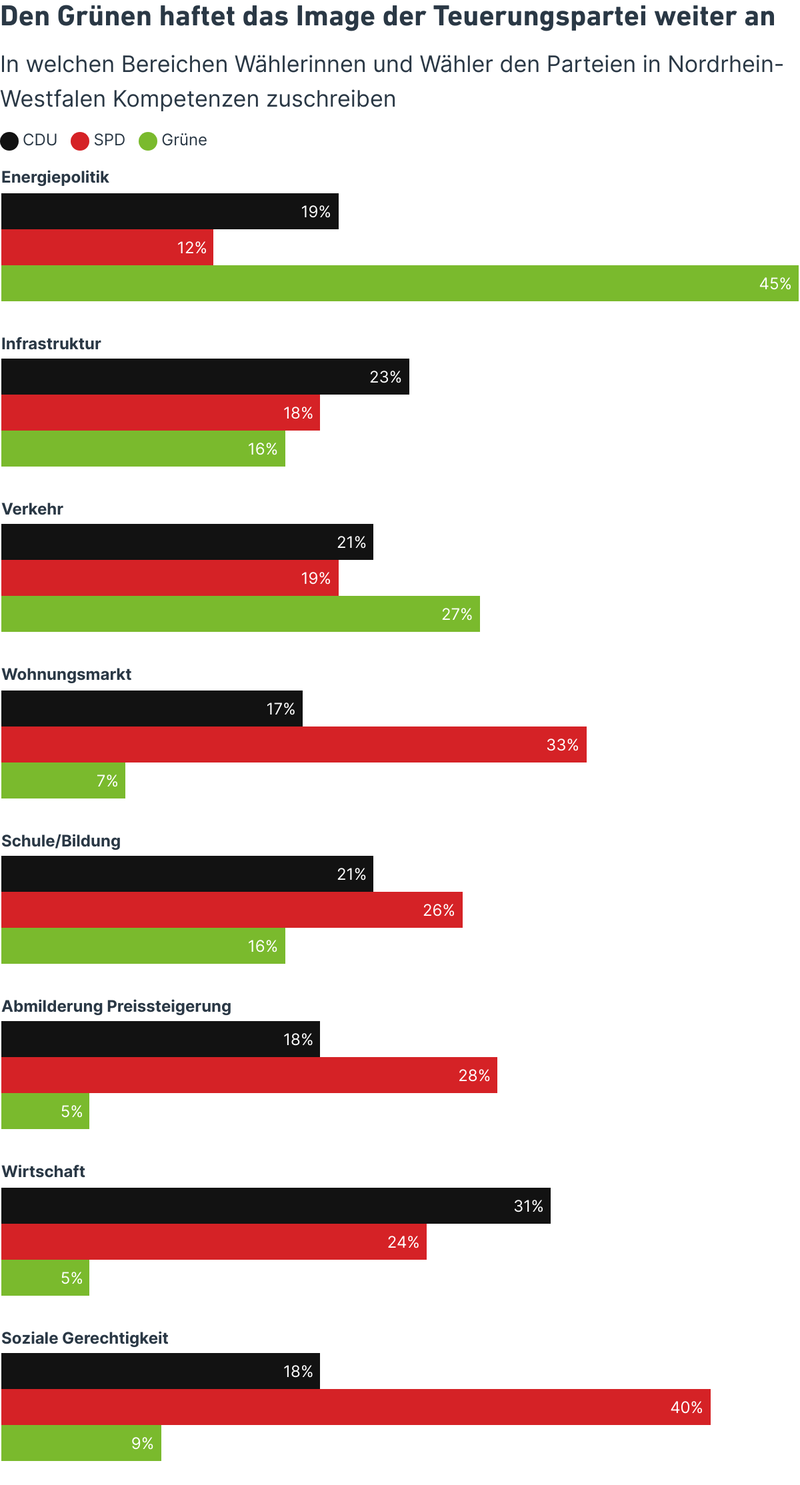 Den Grünen haftet das Image der Teuerungspartei weiter an
In welchen Bereichen Wählerinnen und Wähler den Parteien in Nordrhein-
Westfalen Kompetenzen zuschreiben
CDU SPD Grüne
Energiepolitik
19%
12%
45%
Infrastruktur
23%
18%
16%
Verkehr
21%
19%
27%
Wohnungsmarkt
17%
33%
7%
Schule/Bildung
21%
26%
16%
Abmilderung Preissteigerung
18%
28%
5%
Wirtschaft
31%
24%
5%
Soziale Gerechtigkeit
18%
40%
9%